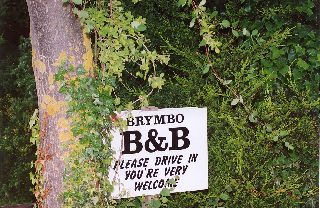 BRYMBO
B&B
PLEASE DRIVE IN
YOU'RE VERY
WELCOME